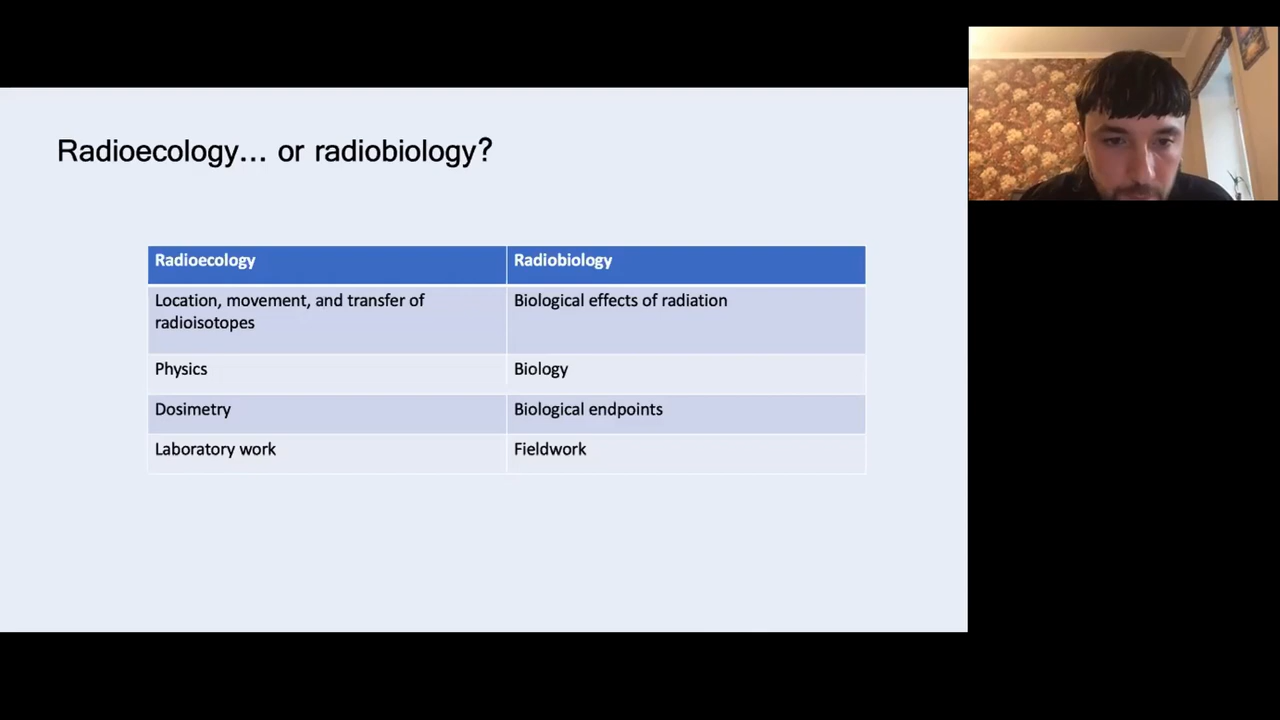 Radioecology... or radiobiology?
Radioecology
Radiobiology
Location, movement, and transfer of
radioisotopes
Biological effects of radiation
Physics
Biology
Dosimetry
Biological endpoints
Laboratory work
Fieldwork